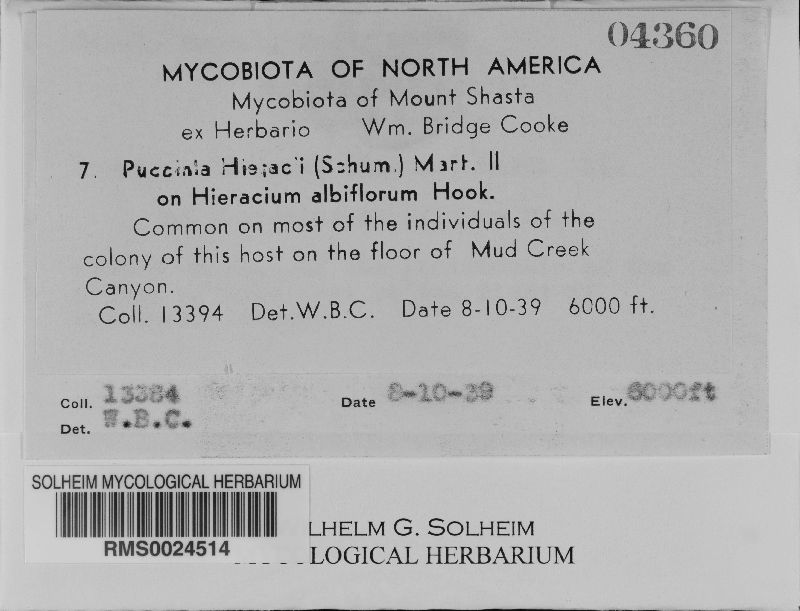 04360
MYCOBIOTA OF NORTH AMERICA
Mycobiota of Mount Shasta
ex Herbario Wm. Bridge Cooke
7. Puccinia Hieracii (Schum.) Mart. II
on Hieracium albiflorum Hook.
Common on most of the individuals of the
colony of this host on the floor of Mud Creek
Canyon.
Coll. 13394 Det.W.B.C. Date 8-10-39 6000 ft.
Coll. 13384 Date 8-10-39 Elev. 6000ft
Det. W.B.C.
SOLHEIM MYCOLOGICAL HERBARIUM
RMS0024514
LHELM G. SOLHEIM
LOGICAL HERBARIUM